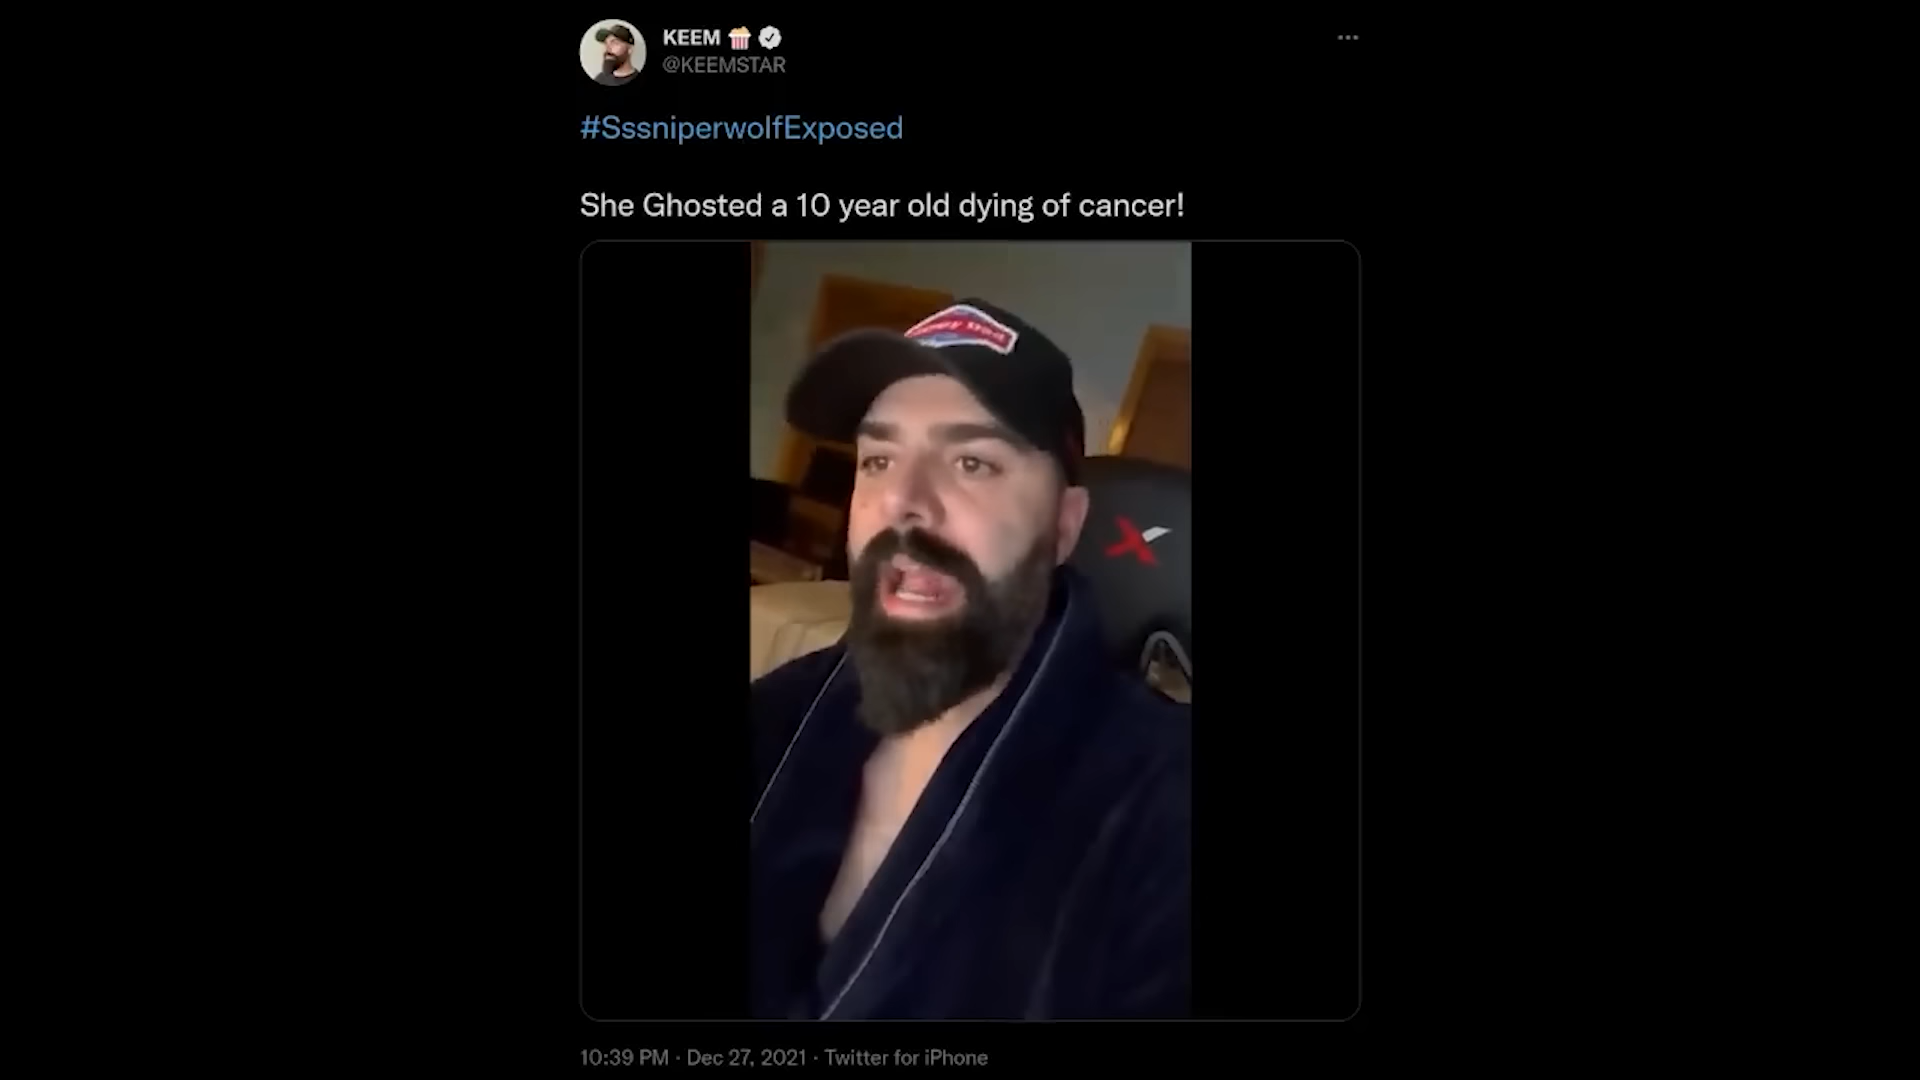 KEEM
@KEEMSTAR
#SssniperwolfExposed
She Ghosted a 10 year old dying of cancer!
10:39 PM · Dec 27, 2021 · Twitter for iPhone